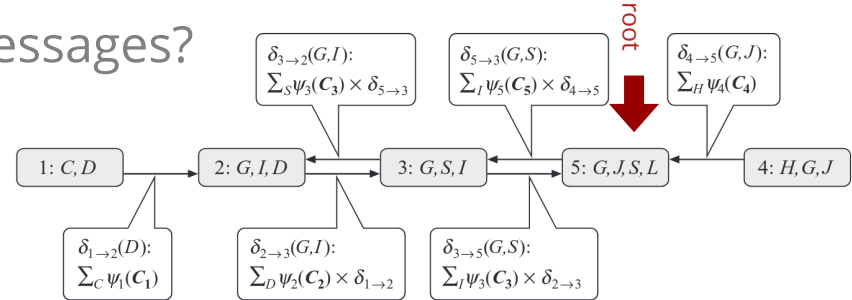 essages?
root
δ3→2(G,I):
∑S ψ3(C3) × δ5→3
δ5→3(G,S):
∑I ψ5(C5) × δ4→5
δ4→5(G,J):
∑H ψ4(C4)
1: C,D
2: G,I,D
3: G,S,I
5: G,J,S,L
4: H,G,J
δ1→2(D):
∑C ψ1(C1)
δ2→3(G,I):
∑D ψ2(C2) × δ1→2
δ3→5(G,S):
∑I ψ3(C3) × δ2→3